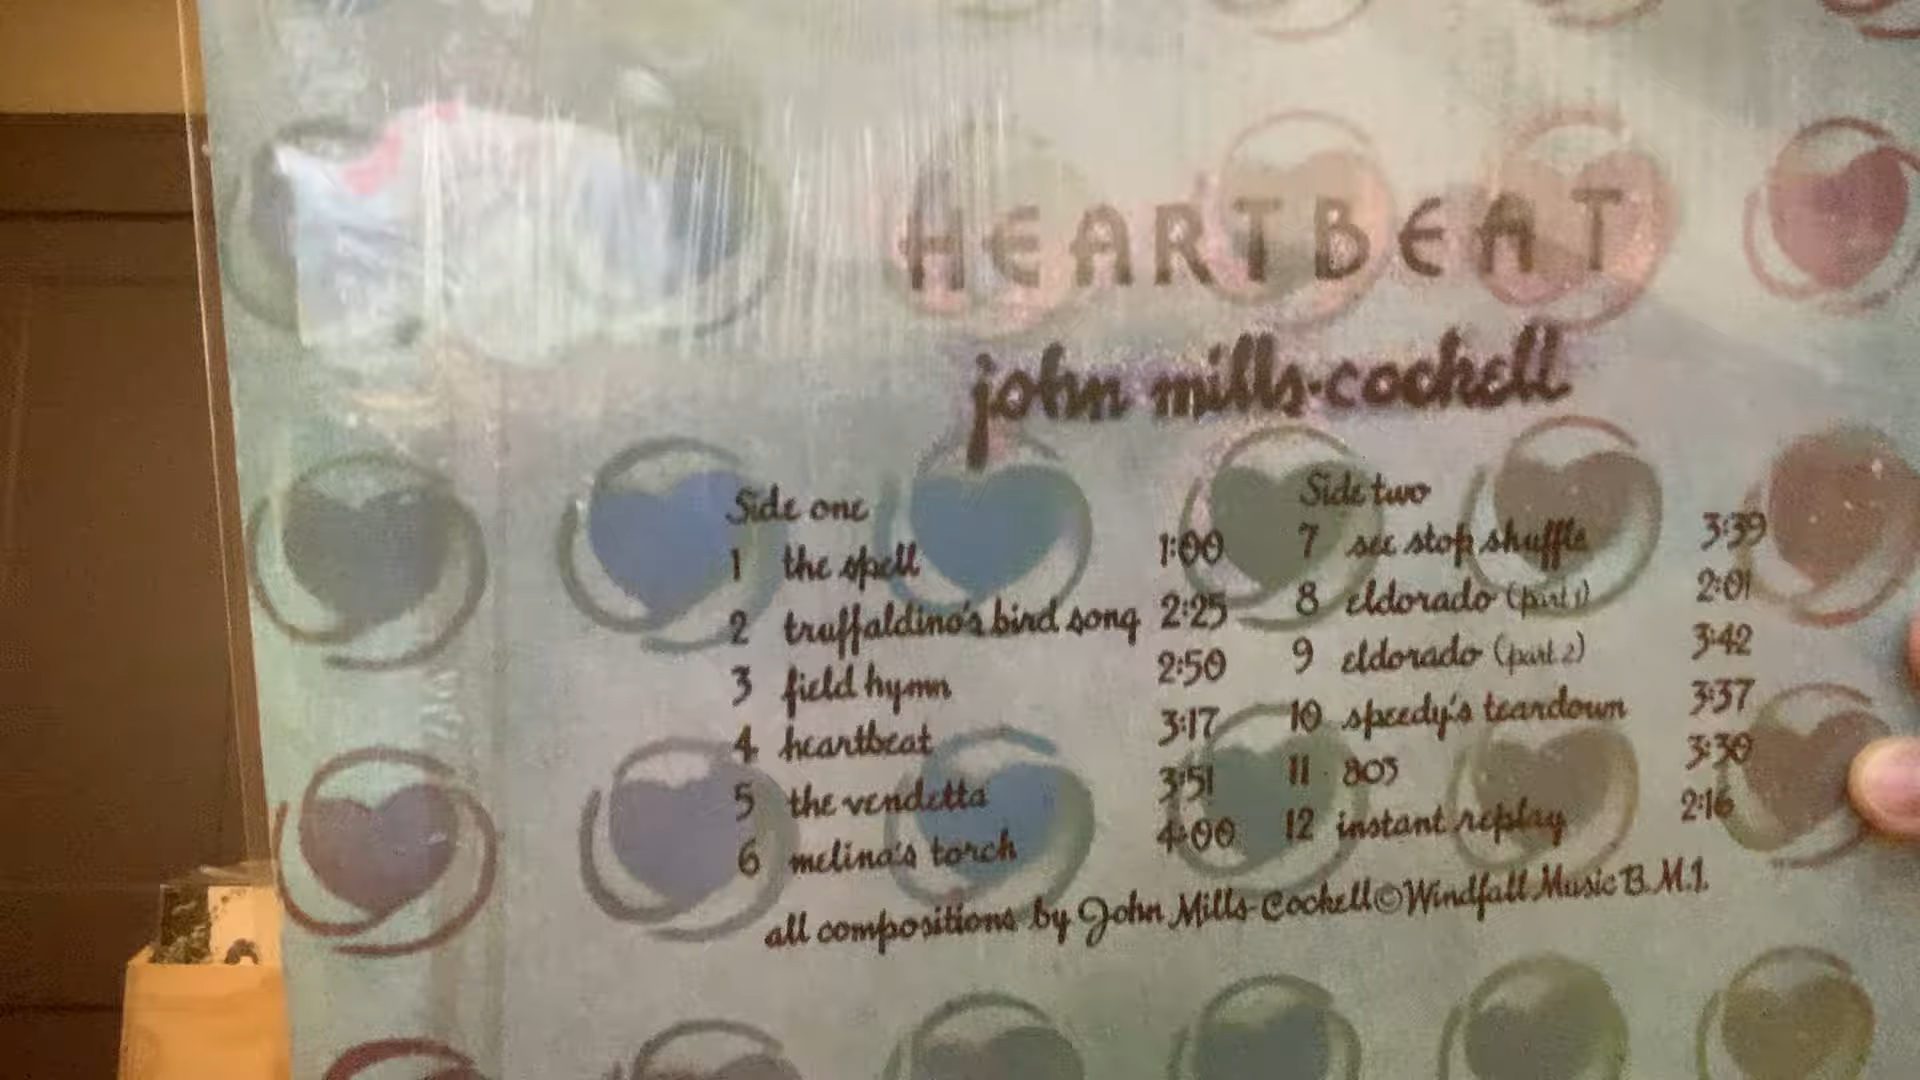 HEARTBEAT
john mills-cockell
Side one
1 the spell 1:00
2 truffaldino's bird song 2:25
3 field hymn 2:50
4 heartbeat 3:17
5 the vendetta 3:51
6 melina's torch 4:00
Side two
7 see stop shuffle 3:39
8 eldorado (part 1) 2:01
9 eldorado (part 2) 3:42
10 speedy's teardown 3:37
11 805 3:30
12 instant replay 2:16
all compositions by John Mills-Cockell © Windfall Music B.M.I.